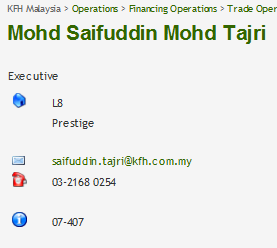 KFH Malaysia > Operations > Financing Operations > Trade Oper
Mohd Saifuddin Mohd Tajri
Executive
L8
Prestige
saifuddin.tajri@kfh.com.my
03-2168 0254
07-407